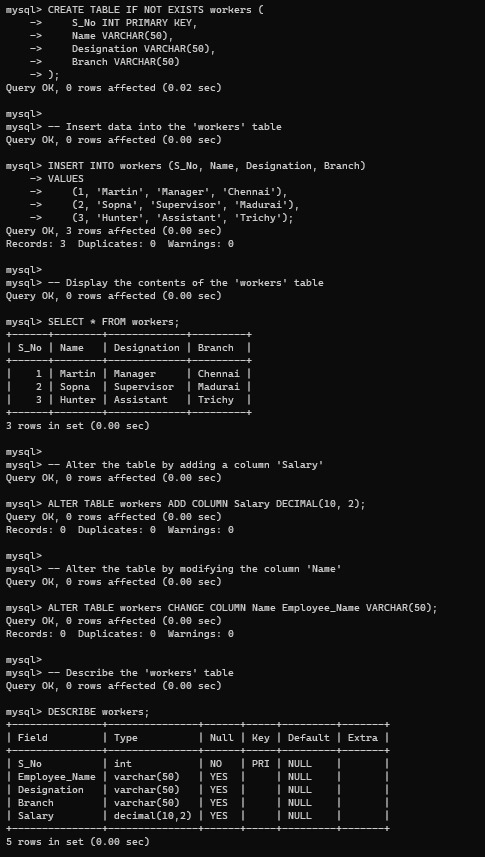 mysql> CREATE TABLE IF NOT EXISTS workers (
    ->     S_No INT PRIMARY KEY,
    ->     Name VARCHAR(50),
    ->     Designation VARCHAR(50),
    ->     Branch VARCHAR(50)
    -> );
Query OK, 0 rows affected (0.02 sec)

mysql>
mysql> -- Insert data into the 'workers' table
Query OK, 0 rows affected (0.00 sec)

mysql> INSERT INTO workers (S_No, Name, Designation, Branch)
    -> VALUES
    ->     (1, 'Martin', 'Manager', 'Chennai'),
    ->     (2, 'Sopna', 'Supervisor', 'Madurai'),
    ->     (3, 'Hunter', 'Assistant', 'Trichy');
Query OK, 3 rows affected (0.00 sec)
Records: 3  Duplicates: 0  Warnings: 0

mysql>
mysql> -- Display the contents of the 'workers' table
Query OK, 0 rows affected (0.00 sec)

mysql> SELECT * FROM workers;
+------+--------+-------------+---------+
| S_No | Name   | Designation | Branch  |
+------+--------+-------------+---------+
|    1 | Martin | Manager     | Chennai |
|    2 | Sopna  | Supervisor  | Madurai |
|    3 | Hunter | Assistant   | Trichy  |
+------+--------+-------------+---------+
3 rows in set (0.00 sec)

mysql>
mysql> -- Alter the table by adding a column 'Salary'
Query OK, 0 rows affected (0.00 sec)

mysql> ALTER TABLE workers ADD COLUMN Salary DECIMAL(10, 2);
Query OK, 0 rows affected (0.00 sec)
Records: 0  Duplicates: 0  Warnings: 0

mysql>
mysql> -- Alter the table by modifying the column 'Name'
Query OK, 0 rows affected (0.00 sec)

mysql> ALTER TABLE workers CHANGE COLUMN Name Employee_Name VARCHAR(50);
Query OK, 0 rows affected (0.00 sec)
Records: 0  Duplicates: 0  Warnings: 0

mysql>
mysql> -- Describe the 'workers' table
Query OK, 0 rows affected (0.00 sec)

mysql> DESCRIBE workers;
+---------------+---------------+------+-----+---------+-------+
| Field         | Type          | Null | Key | Default | Extra |
+---------------+---------------+------+-----+---------+-------+
| S_No          | int           | NO   | PRI | NULL    |       |
| Employee_Name | varchar(50)   | YES  |     | NULL    |       |
| Designation   | varchar(50)   | YES  |     | NULL    |       |
| Branch        | varchar(50)   | YES  |     | NULL    |       |
| Salary        | decimal(10,2) | YES  |     | NULL    |       |
+---------------+---------------+------+-----+---------+-------+
5 rows in set (0.00 sec)